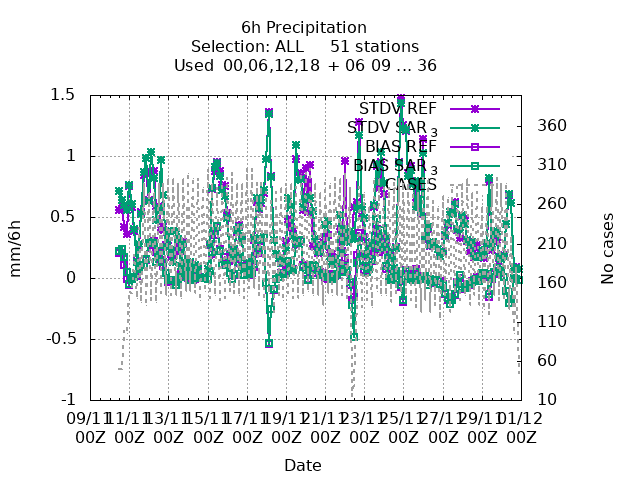 6h Precipitation
Selection: ALL 51 stations
Used 00,06,12,18 + 06 09 ... 36
1.5
1
0.5
0
-0.5
-1
mm/6h
STDV REF
STDV SAR_3
BIAS REF
BIAS SAR_3
CASES
360
310
260
210
160
110
60
10
No cases
09/11 11/11 13/11 15/11 17/11 19/11 21/11 23/11 25/11 27/11 29/11 01/12
00Z 00Z 00Z 00Z 00Z 00Z 00Z 00Z 00Z 00Z 00Z 00Z
Date